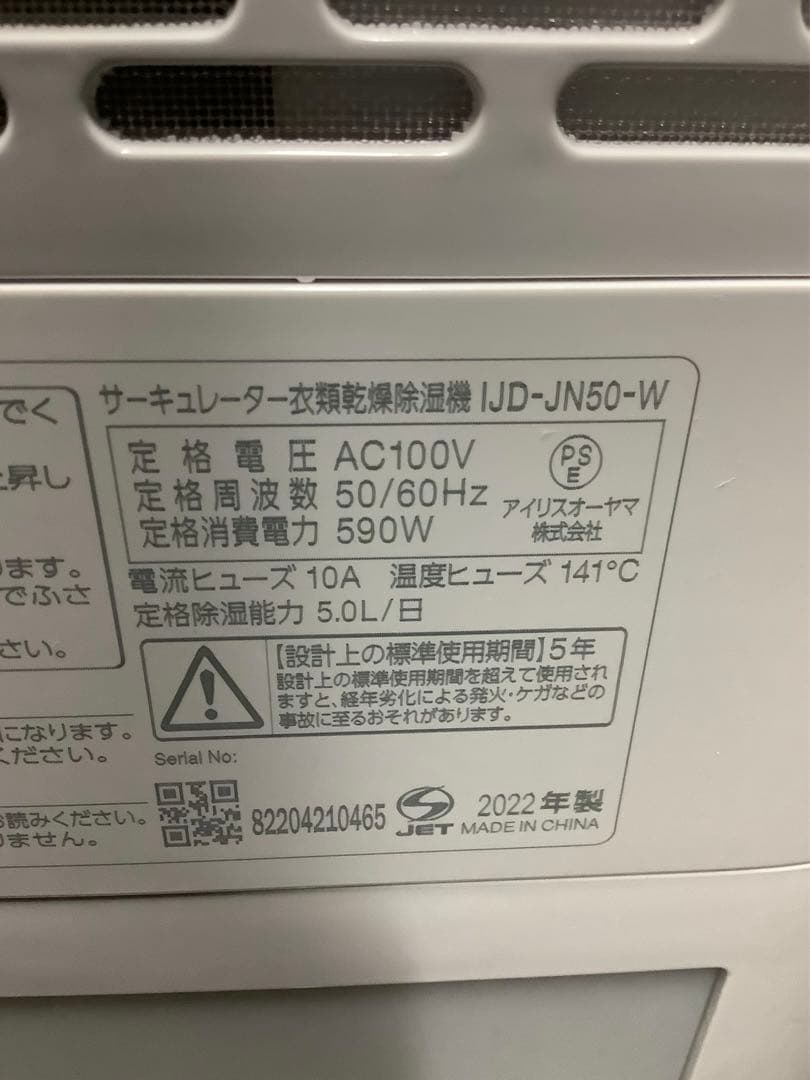 サーキュレーター衣類乾燥除湿機 IJD-JN50-W
定格電圧 AC100V
定格周波数 50/60Hz
定格消費電力 590W
PS
E
アイリスオーヤマ
株式会社
電流ヒューズ 10A 温度ヒューズ 141℃
定格除湿能力 5.0L/日
【設計上の標準使用期間】5年
設計上の標準使用期間を超えて使用され
ますと、経年劣化による発火・ケガなどの
事故に至るおそれがあります。
Serial No:
82204210465
JET
2022年製
MADE IN CHINA
でく
上昇し
ります。
でふさ
さい。
になります。
ください。
お読みください。
りません。